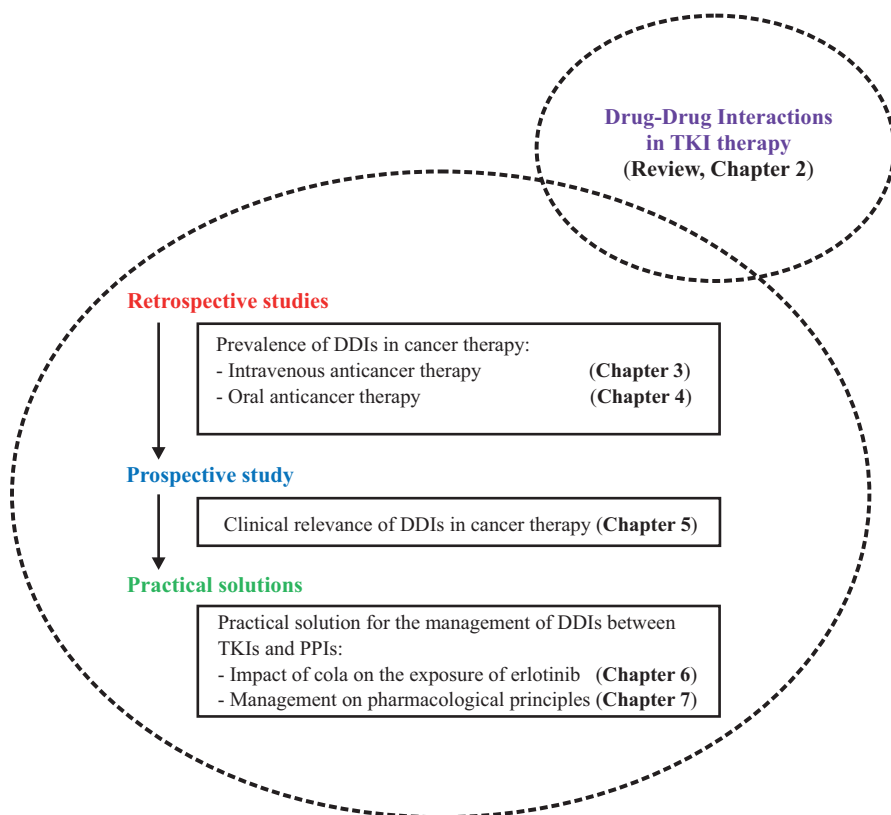 Drug-Drug Interactions
in TKI therapy
(Review, Chapter 2)
Retrospective studies
Prevalence of DDIs in cancer therapy:
- Intravenous anticancer therapy (Chapter 3)
- Oral anticancer therapy (Chapter 4)
Prospective study
Clinical relevance of DDIs in cancer therapy (Chapter 5)
Practical solutions
Practical solution for the management of DDIs between
TKIs and PPIs:
- Impact of cola on the exposure of erlotinib (Chapter 6)
- Management on pharmacological principles (Chapter 7)